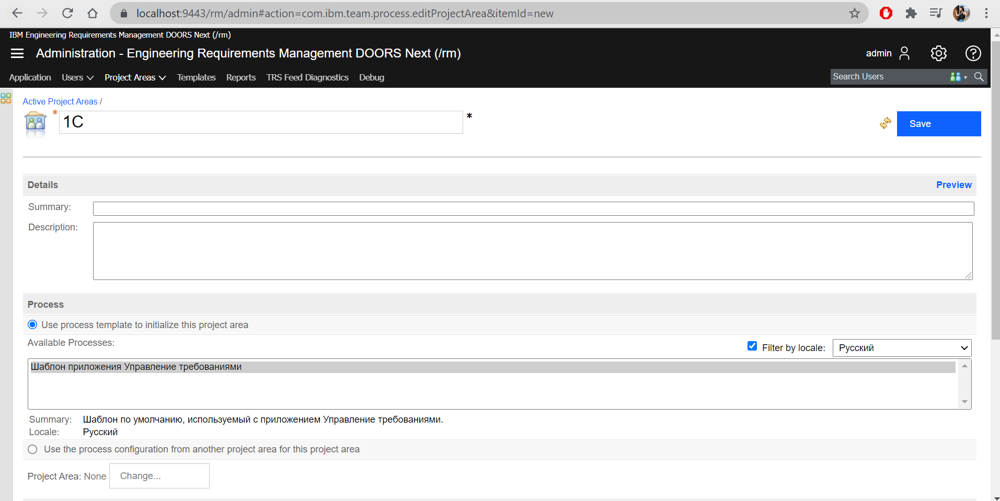 localhost:9443/rm/admin#action=com.ibm.team.process.editProjectArea&itemId=new
IBM Engineering Requirements Management DOORS Next (/rm)
Administration - Engineering Requirements Management DOORS Next (/rm)
admin
Application Users Project Areas Templates Reports TRS Feed Diagnostics Debug
Search Users
Active Project Areas /
* 1C *
Save
Details Preview
Summary:
Description:
Process
Use process template to initialize this project area
Available Processes: Filter by locale: Русский
Шаблон приложения Управление требованиями
Summary: Шаблон по умолчанию, используемый с приложением Управление требованиями.
Locale: Русский
Use the process configuration from another project area for this project area
Project Area: None Change...